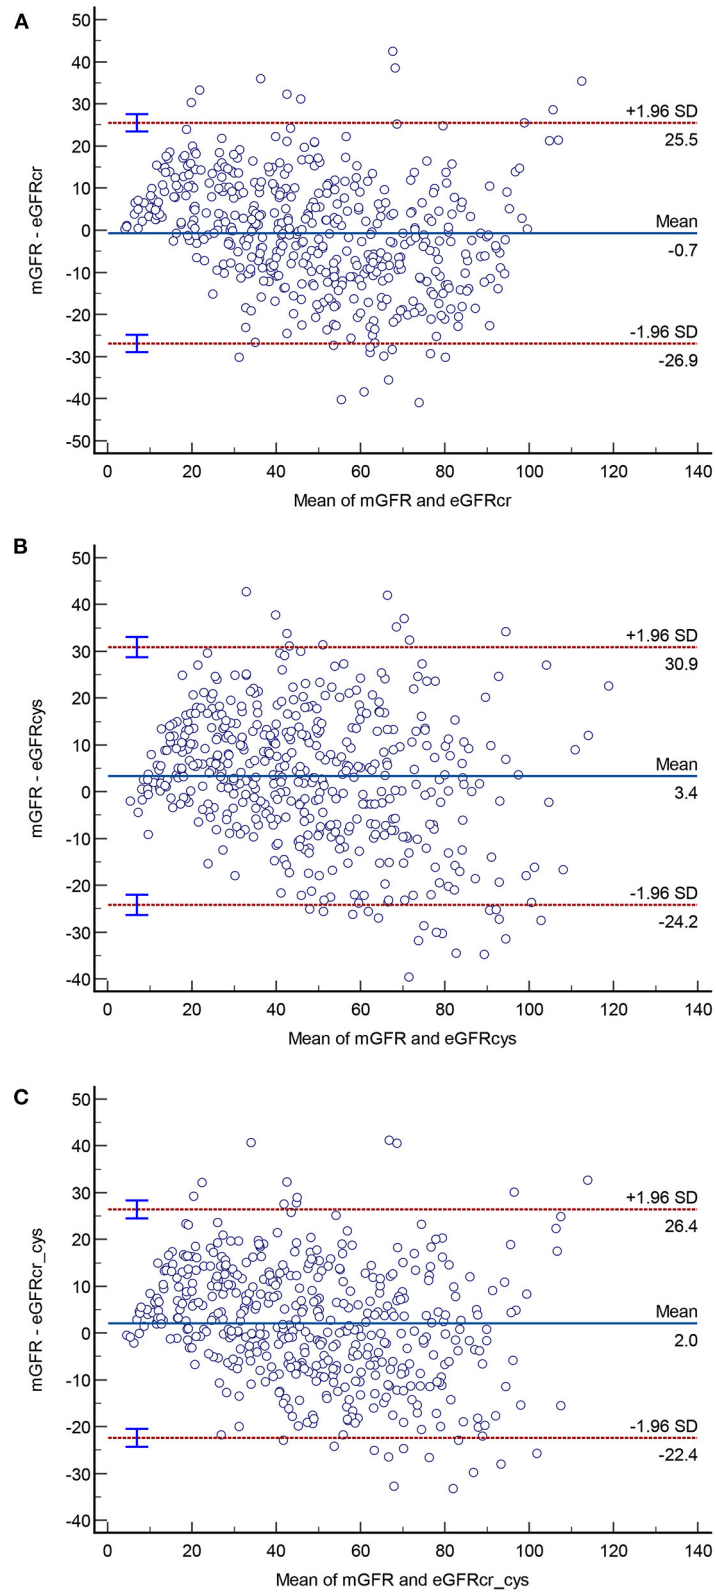 A
50
40
30
20
10
0
-10
-20
-30
-40
-50
mGFR - eGFRcr
+1.96 SD
25.5
Mean
-0.7
-1.96 SD
-26.9
0 20 40 60 80 100 120 140
Mean of mGFR and eGFRcr
B
50
40
30
20
10
0
-10
-20
-30
-40
mGFR - eGFRcys
+1.96 SD
30.9
Mean
3.4
-1.96 SD
-24.2
0 20 40 60 80 100 120 140
Mean of mGFR and eGFRcys
C
50
40
30
20
10
0
-10
-20
-30
-40
mGFR - eGFRcr_cys
+1.96 SD
26.4
Mean
2.0
-1.96 SD
-22.4
0 20 40 60 80 100 120 140
Mean of mGFR and eGFRcr_cys